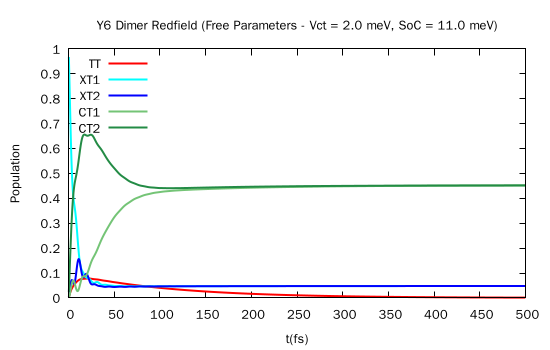 Y6 Dimer Redfield (Free Parameters - Vct = 2.0 meV, SoC = 11.0 meV)
1
0.9
0.8
0.7
0.6
0.5
0.4
0.3
0.2
0.1
0
Population
TT
XT1
XT2
CT1
CT2
0 50 100 150 200 250 300 350 400 450 500
t(fs)